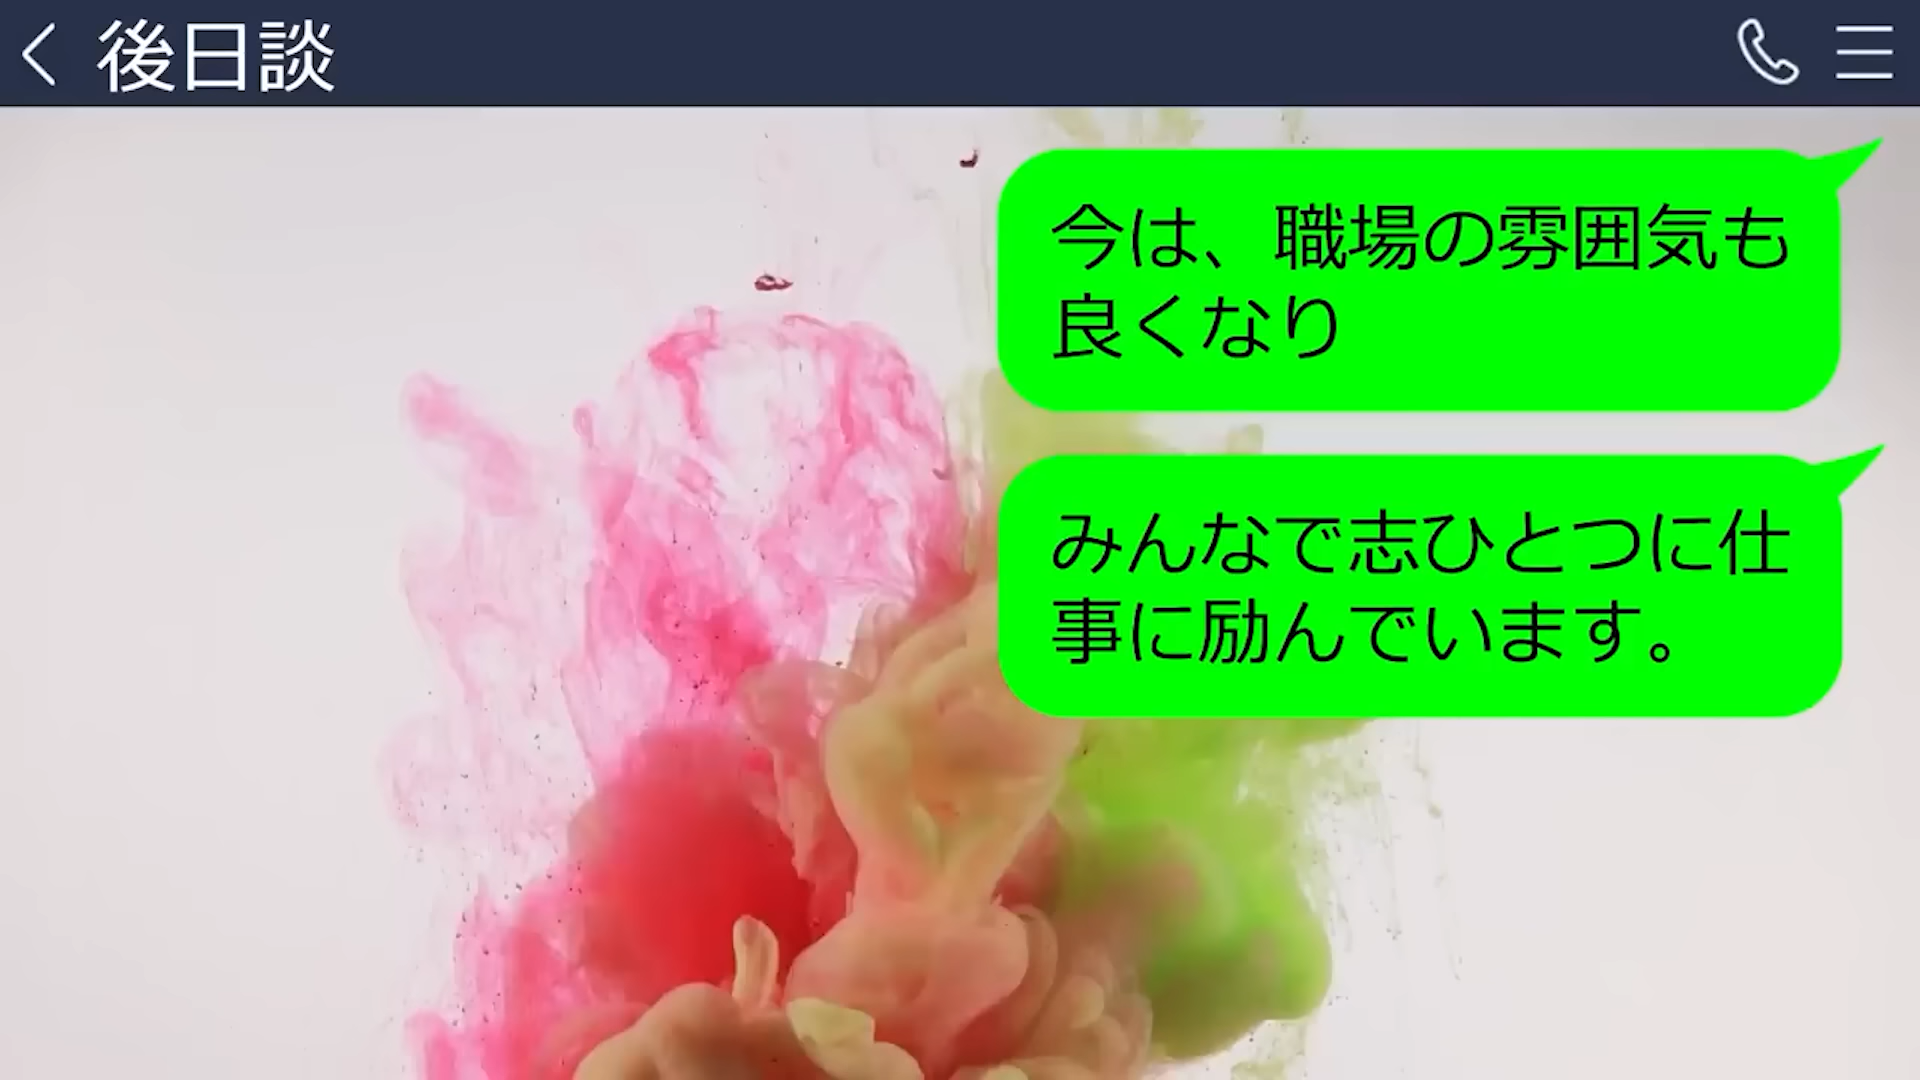 後日談
今は、職場の雰囲気も
良くなり
みんなで志ひとつに仕
事に励んでいます。